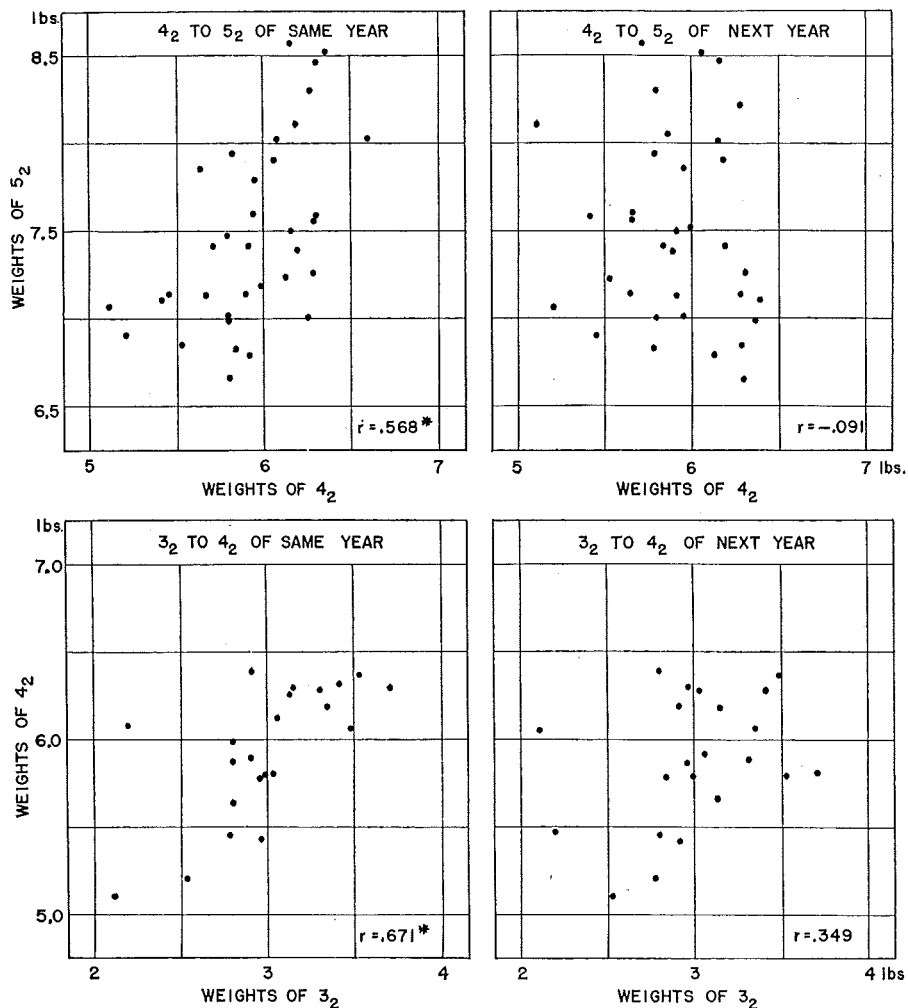 lbs.
4₂ TO 5₂ OF SAME YEAR
4₂ TO 5₂ OF NEXT YEAR
8.5
7.5
6.5
WEIGHTS OF 5₂
r=.568*
r=-.091
5 6 7
5 6 7 lbs.
WEIGHTS OF 4₂
WEIGHTS OF 4₂
lbs.
3₂ TO 4₂ OF SAME YEAR
3₂ TO 4₂ OF NEXT YEAR
7.0
6.0
5.0
WEIGHTS OF 4₂
r=.671*
r=.349
2 3 4
2 3 4 lbs
WEIGHTS OF 3₂
WEIGHTS OF 3₂